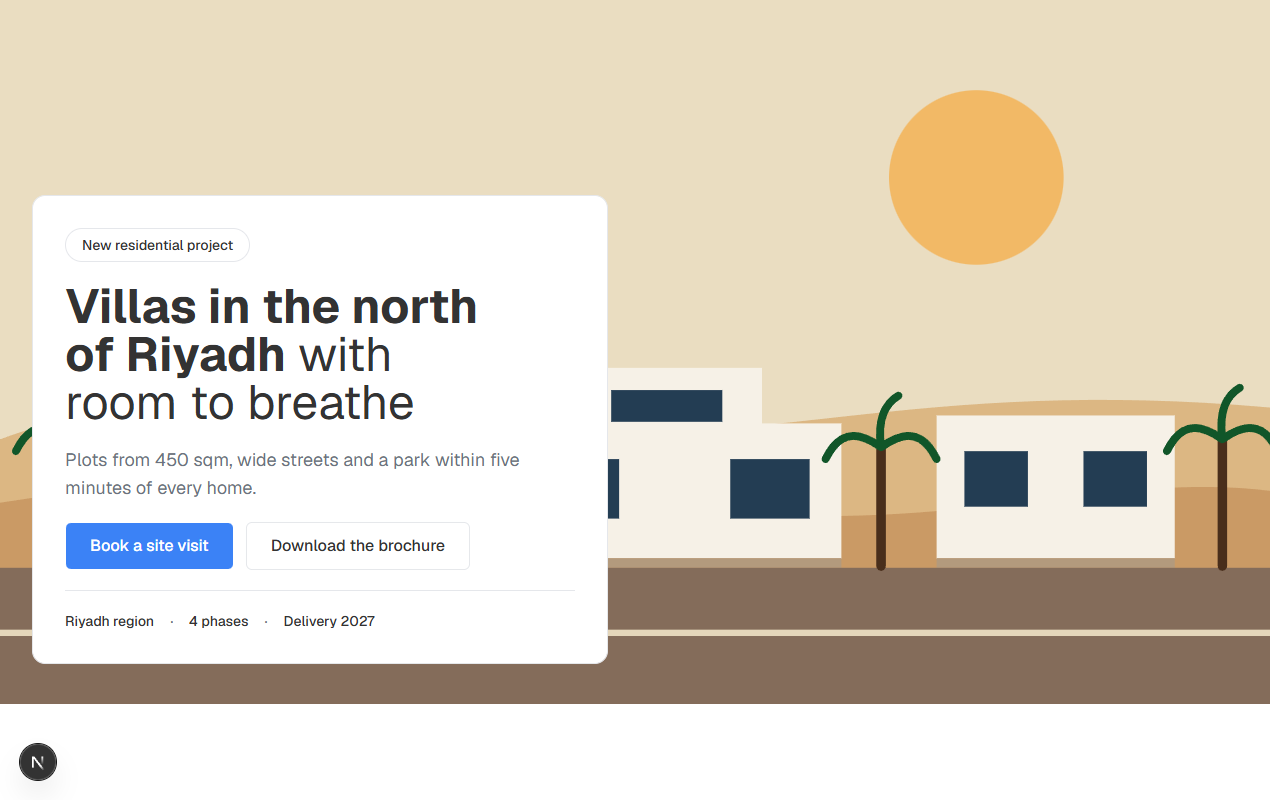 New residential project
Villas in the north
of Riyadh with
room to breathe
Plots from 450 sqm, wide streets and a park within five
minutes of every home.
Book a site visit
Download the brochure
Riyadh region · 4 phases · Delivery 2027
N